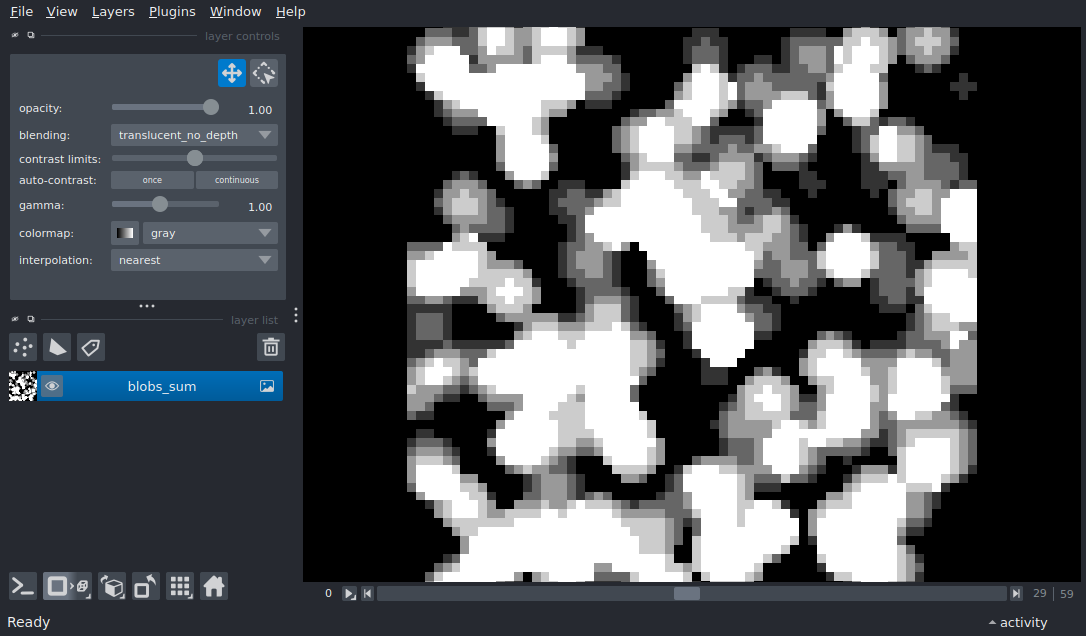 File View Layers Plugins Window Help
layer controls
opacity: 1.00
blending: translucent_no_depth
contrast limits:
auto-contrast: once continuous
gamma: 1.00
colormap: gray
interpolation: nearest
layer list
blobs_sum
0 29 59
Ready activity